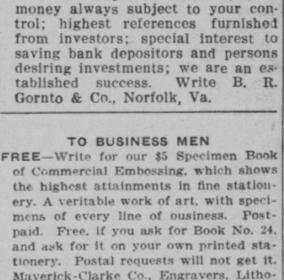 money always subject to your con-
trol; highest references furnished
from investors; special interest to
saving bank depositors and persons
desiring investments; we are an es-
tablished success. Write B. R.
Gornto & Co., Norfolk, Va.
TO BUSINESS MEN
FREE—Write for our $5 Specimen Book
of Commercial Embossing, which shows
the highest attainments in fine station-
ery. A veritable work of art, with speci-
mens of every line of ousiness. Post-
paid. Free, if you ask for Book No. 24,
and ask for it on your own printed sta-
tionery. Postal requests will not get it.
Maverick-Clarke Co., Engravers, Litho-